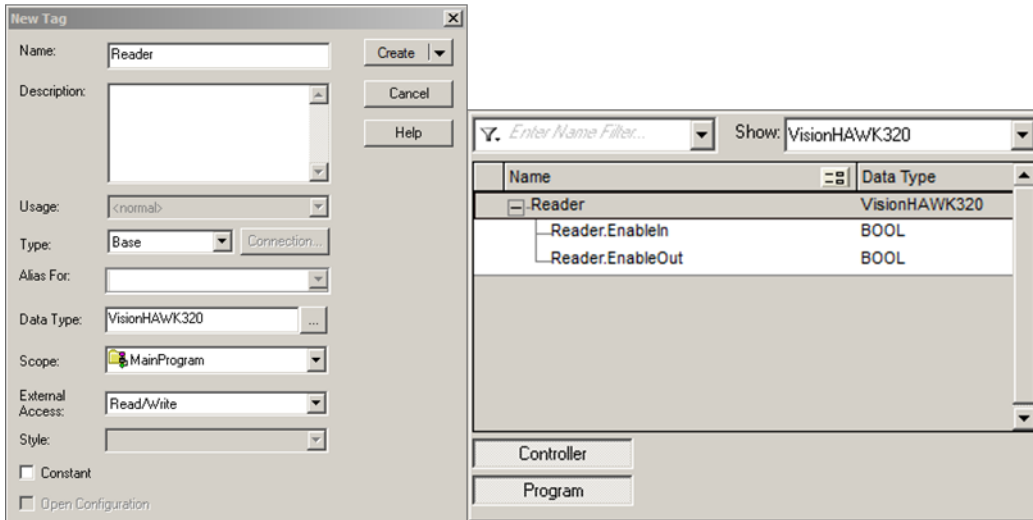 New Tag
Name: Reader
Create
Description:
Cancel
Help
Usage: <normal>
Type: Base Connection...
Alias For:
Data Type: VisionHAWK320 ...
Scope: MainProgram
External Access: Read/Write
Style:
Constant
Open Configuration
Enter Name Filter... Show: VisionHAWK320
Name Data Type
Reader VisionHAWK320
Reader.EnableIn BOOL
Reader.EnableOut BOOL
Controller
Program